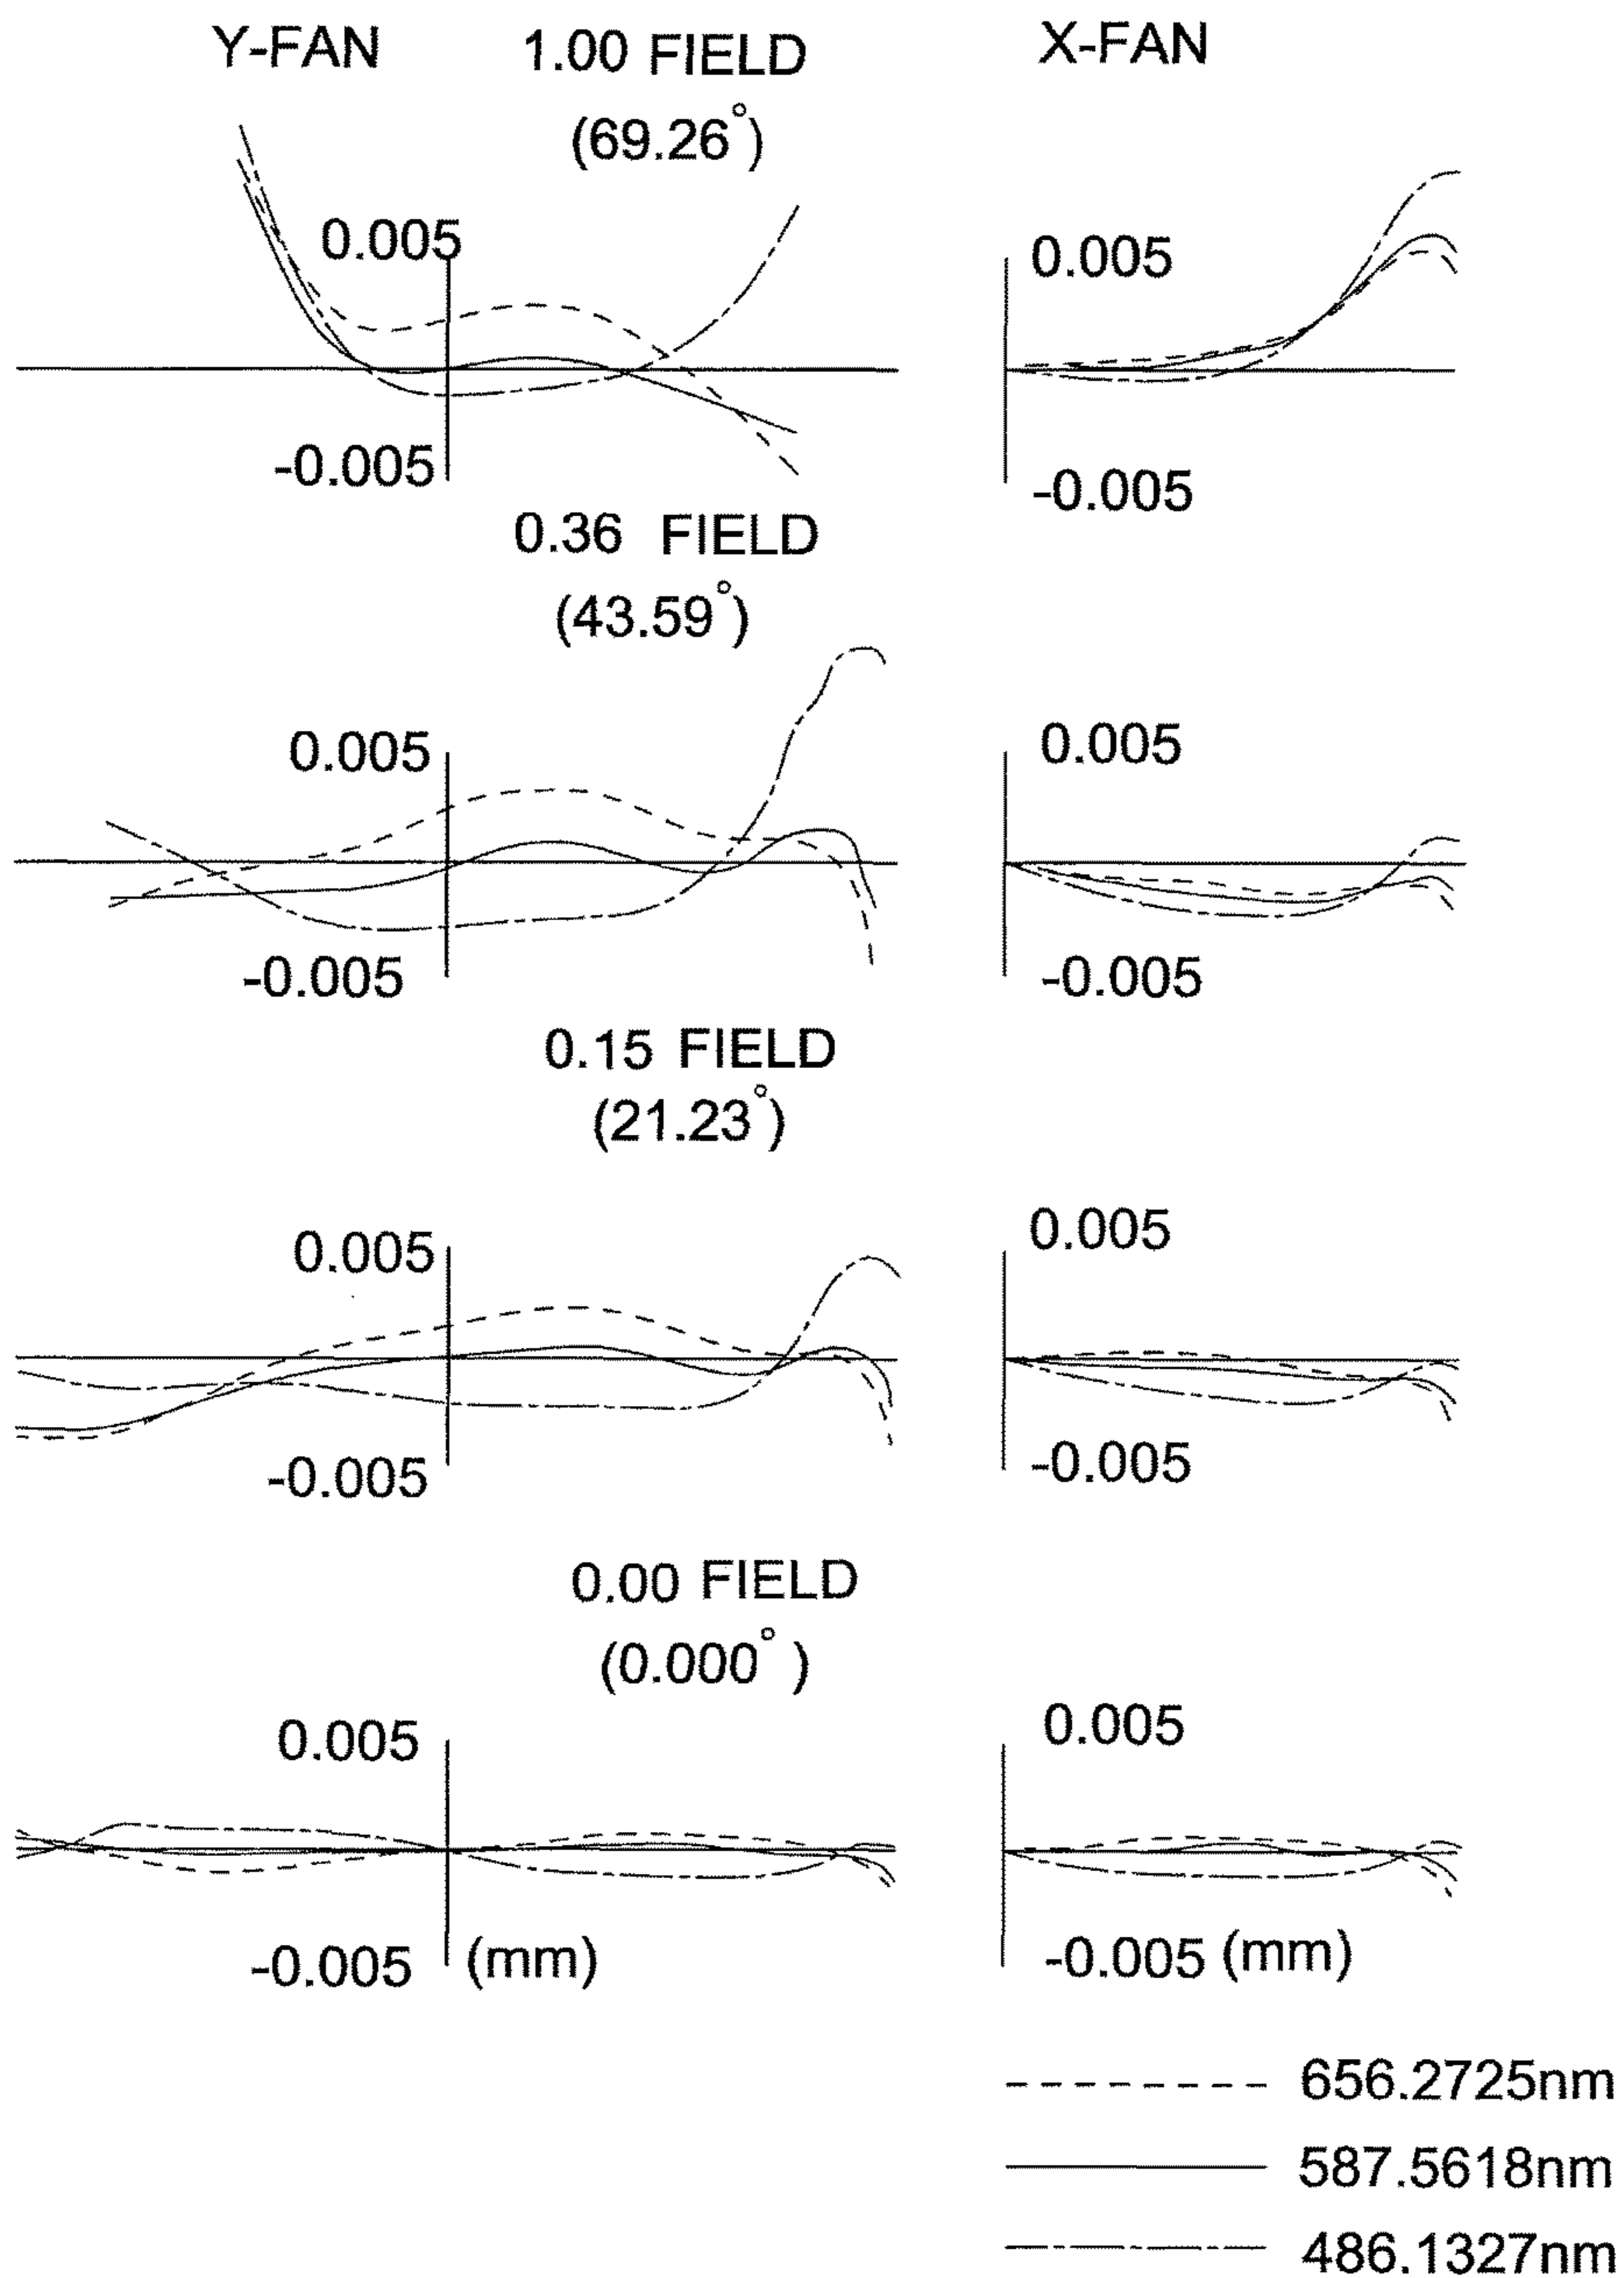 Y-FAN 1.00 FIELD X-FAN
(69.26°)
0.005 0.005
-0.005 -0.005
0.36 FIELD
(43.59°)
0.005 0.005
-0.005 -0.005
0.15 FIELD
(21.23°)
0.005 0.005
-0.005 -0.005
0.00 FIELD
(0.000° )
0.005 0.005
-0.005 (mm) -0.005 (mm)
656.2725nm
587.5618nm
486.1327nm